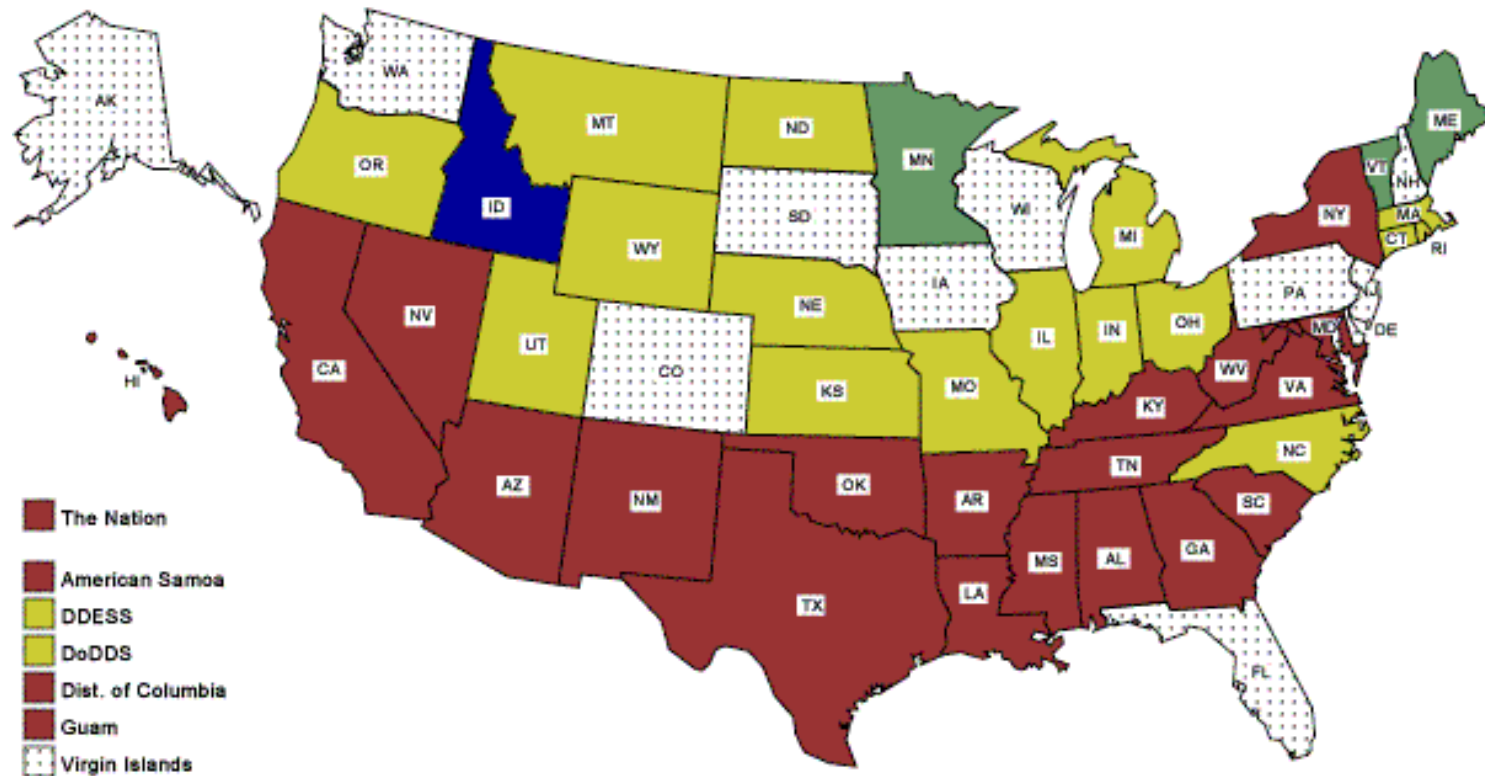 WA
AK
MT
ND
ME
MN
OR
VT
NH
ID
SD
WI
NY
MA
WY
MI
CT
RI
IA
PA
NJ
NE
NV
OH
MD
DE
UT
IL
IN
CA
CO
WV
HI
VA
KS
MO
KY
NC
TN
AZ
OK
NM
AR
SC
The Nation
GA
MS
AL
American Samoa
LA
TX
DDESS
DoDDS
FL
Dist. of Columbia
Guam
Virgin Islands